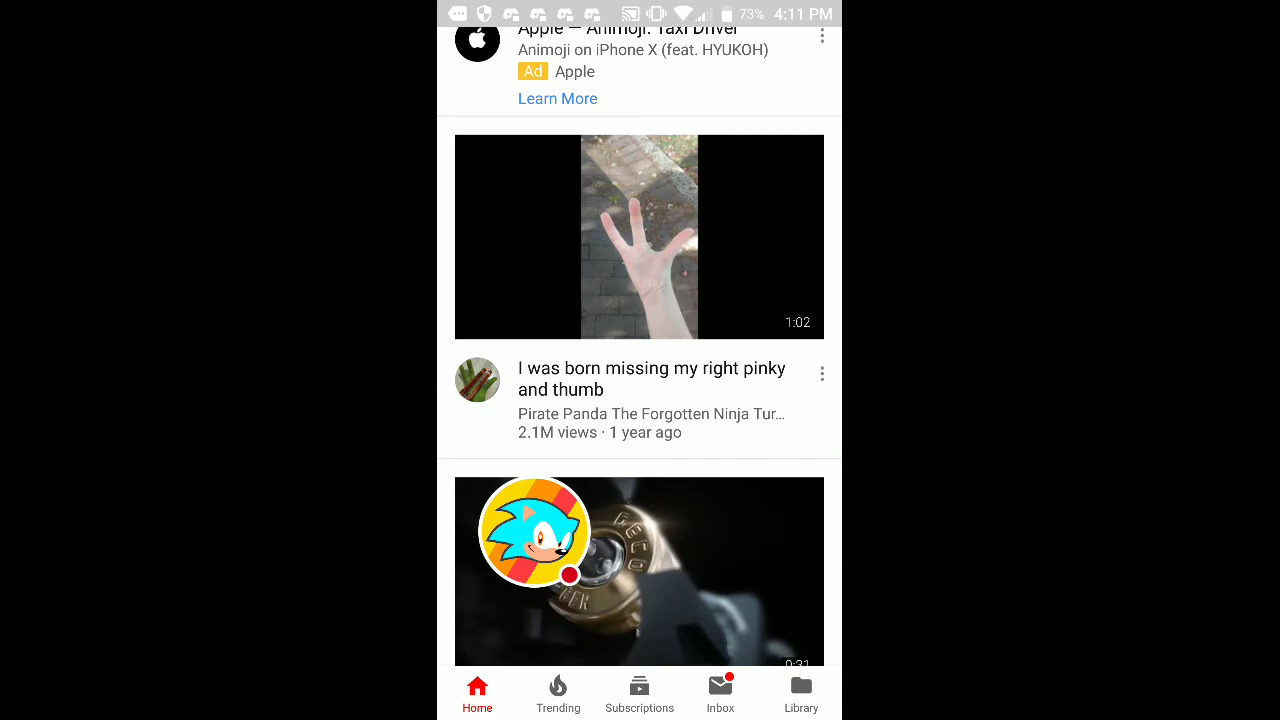 73% 4:11 PM
Apple — Animoji: Taxi Driver
Animoji on iPhone X (feat. HYUKOH)
Ad Apple
Learn More
1:02
I was born missing my right pinky
and thumb
Pirate Panda The Forgotten Ninja Tur...
2.1M views · 1 year ago
GECO
0:31
Home Trending Subscriptions Inbox Library